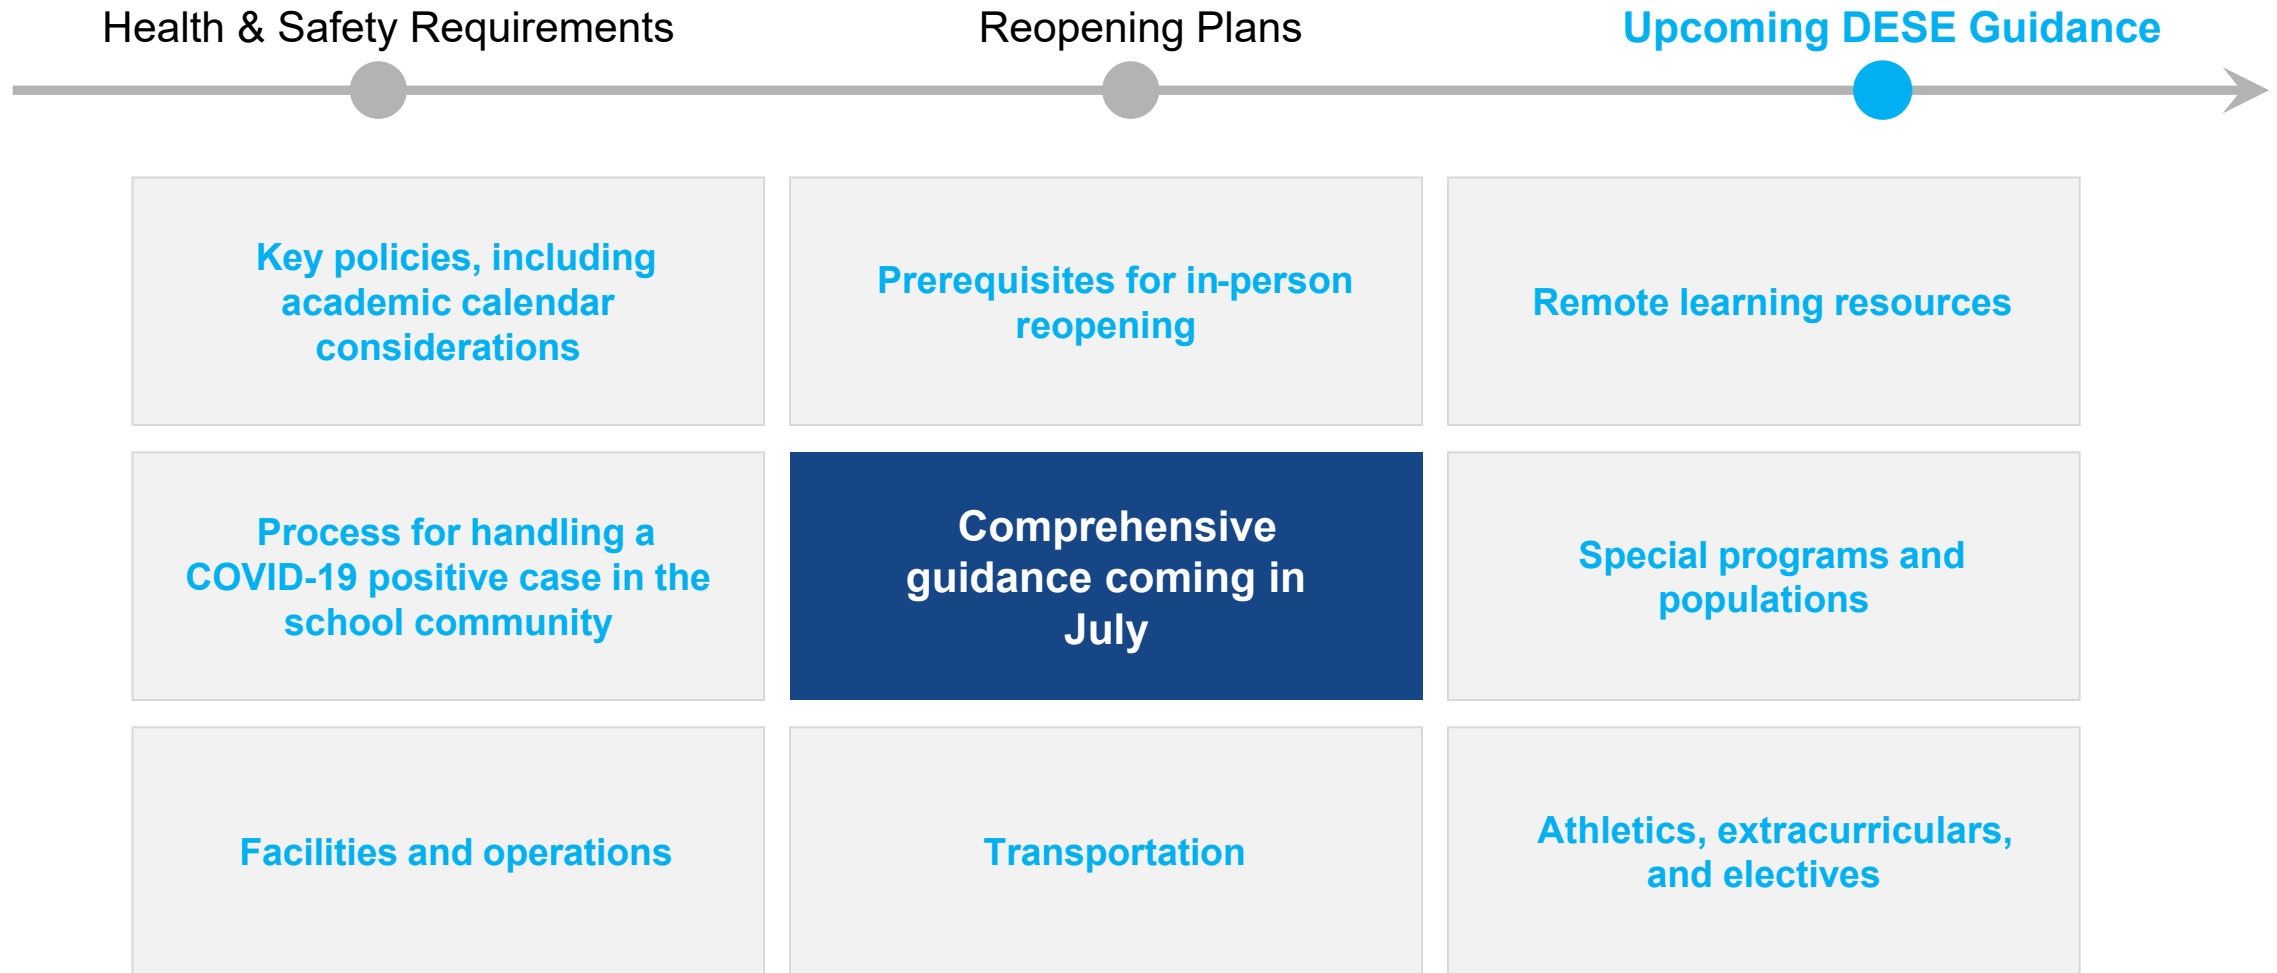 Health & Safety Requirements
Reopening Plans
Upcoming DESE Guidance
Key policies, including
academic calendar
considerations
Prerequisites for in-person
reopening
Remote learning resources
Process for handling a
COVID-19 positive case in the
school community
Comprehensive
guidance coming in
July
Special programs and
populations
Facilities and operations
Transportation
Athletics, extracurriculars,
and electives